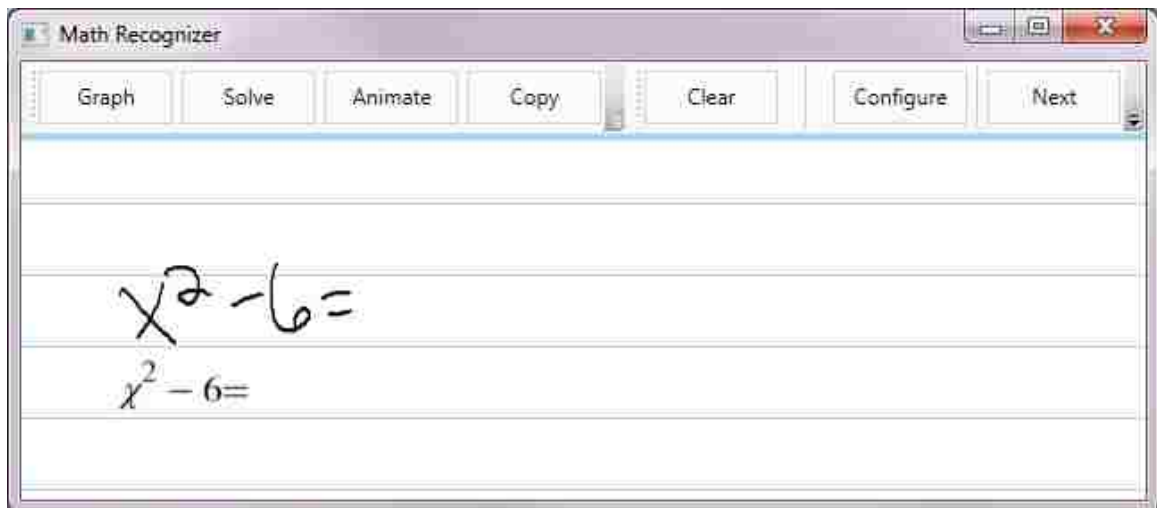 Math Recognizer
Graph Solve Animate Copy Clear Configure Next
x² - 6 =
χ² − 6=